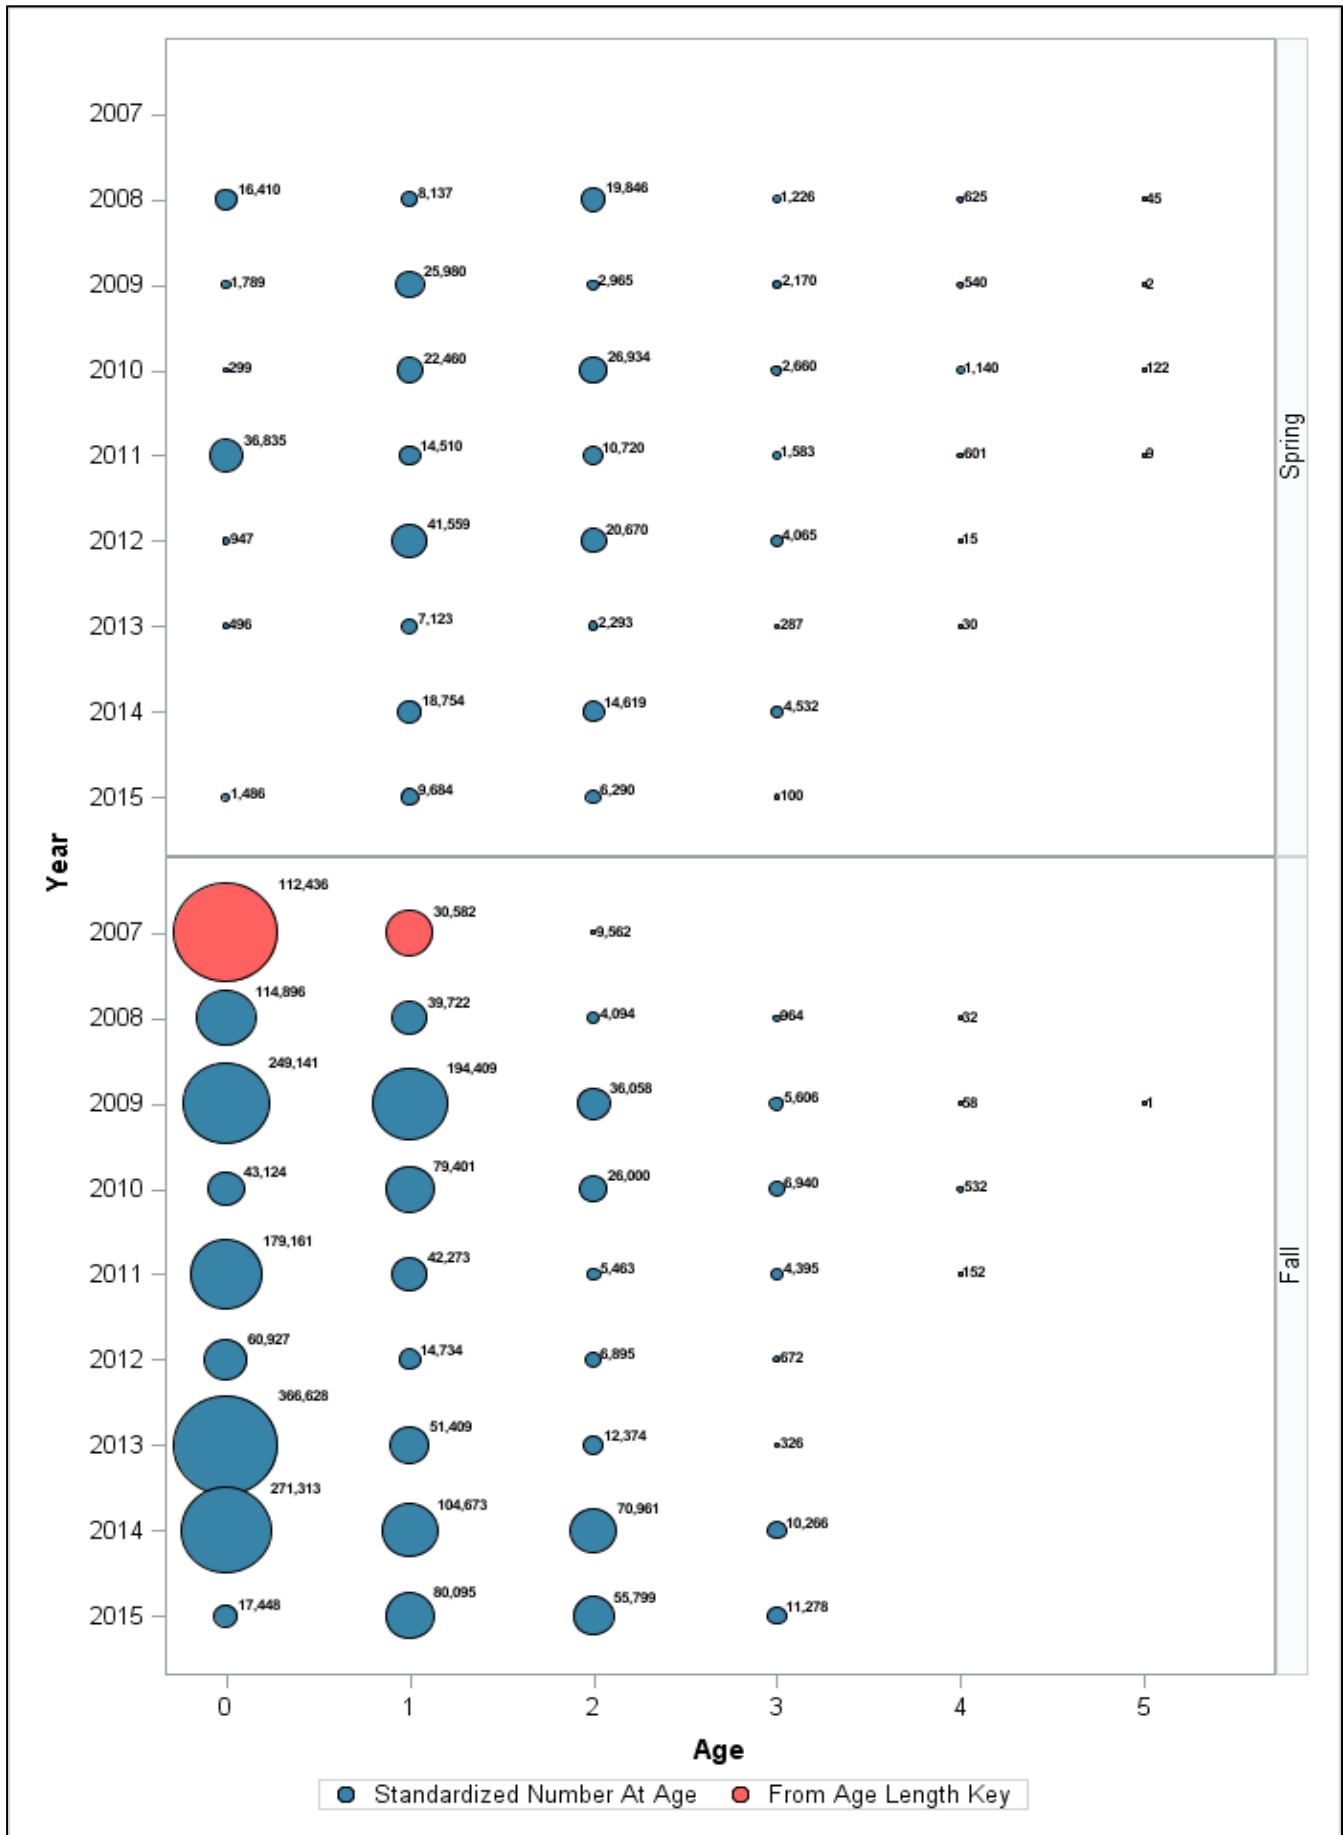 2007
2008 16,410 8,137 19,846 1,226 625 45
2009 1,789 25,980 2,965 2,170 540 2
2010 299 22,460 26,934 2,660 1,140 122
2011 36,835 14,510 10,720 1,583 601 9
2012 947 41,559 20,670 4,065 15
2013 496 7,123 2,293 287 30
2014 18,754 14,619 4,532
2015 1,486 9,684 6,290 100
Spring
Year
2007 112,436 30,582 9,562
2008 114,896 39,722 4,094 964 32
2009 249,141 194,409 36,058 5,606 58 1
2010 43,124 79,401 26,000 6,940 532
2011 179,161 42,273 5,463 4,395 152
2012 60,927 14,734 6,895 672
2013 366,628 51,409 12,374 326
2014 271,313 104,673 70,961 10,266
2015 17,448 80,095 55,799 11,278
Fall
0 1 2 3 4 5
Age
Standardized Number At Age From Age Length Key